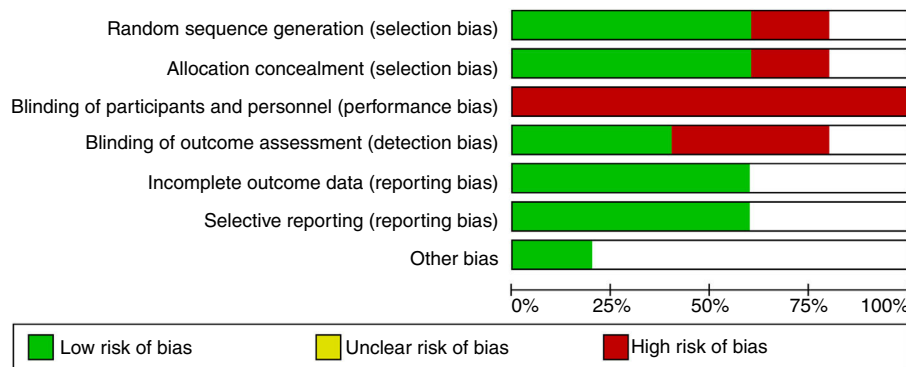 Random sequence generation (selection bias)
Allocation concealment (selection bias)
Blinding of participants and personnel (performance bias)
Blinding of outcome assessment (detection bias)
Incomplete outcome data (reporting bias)
Selective reporting (reporting bias)
Other bias
0% 25% 50% 75% 100%
Low risk of bias Unclear risk of bias High risk of bias